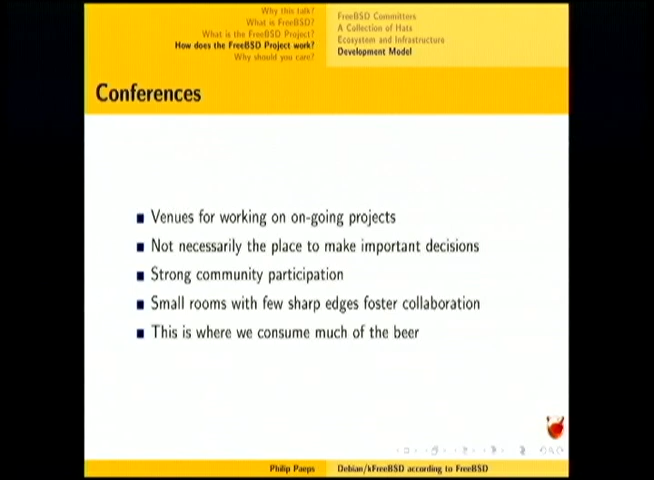 Why this talk?
What is FreeBSD?
What is the FreeBSD Project?
How does the FreeBSD Project work?
Why should you care?
FreeBSD Committers
A Collection of Hats
Ecosystem and Infrastructure
Development Model
Conferences
Venues for working on on-going projects
Not necessarily the place to make important decisions
Strong community participation
Small rooms with few sharp edges foster collaboration
This is where we consume much of the beer
Philip Paeps
Debian/kFreeBSD according to FreeBSD